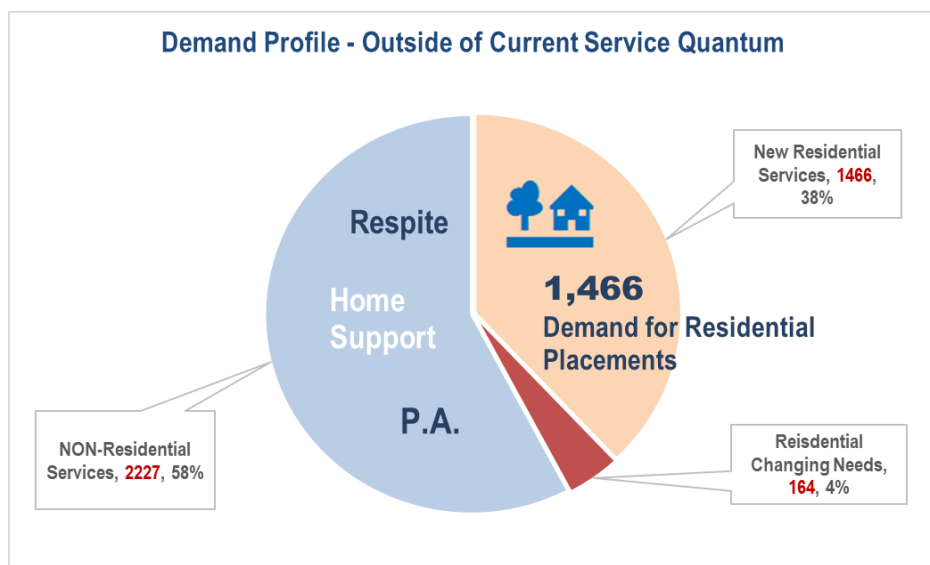 Demand Profile - Outside of Current Service Quantum
New Residential
Services, 1466,
38%
Respite
1,466
Home
Support
Demand for Residential
Placements
P.A.
NON-Residential
Services, 2227, 58%
Reisdential
Changing Needs,
164, 4%